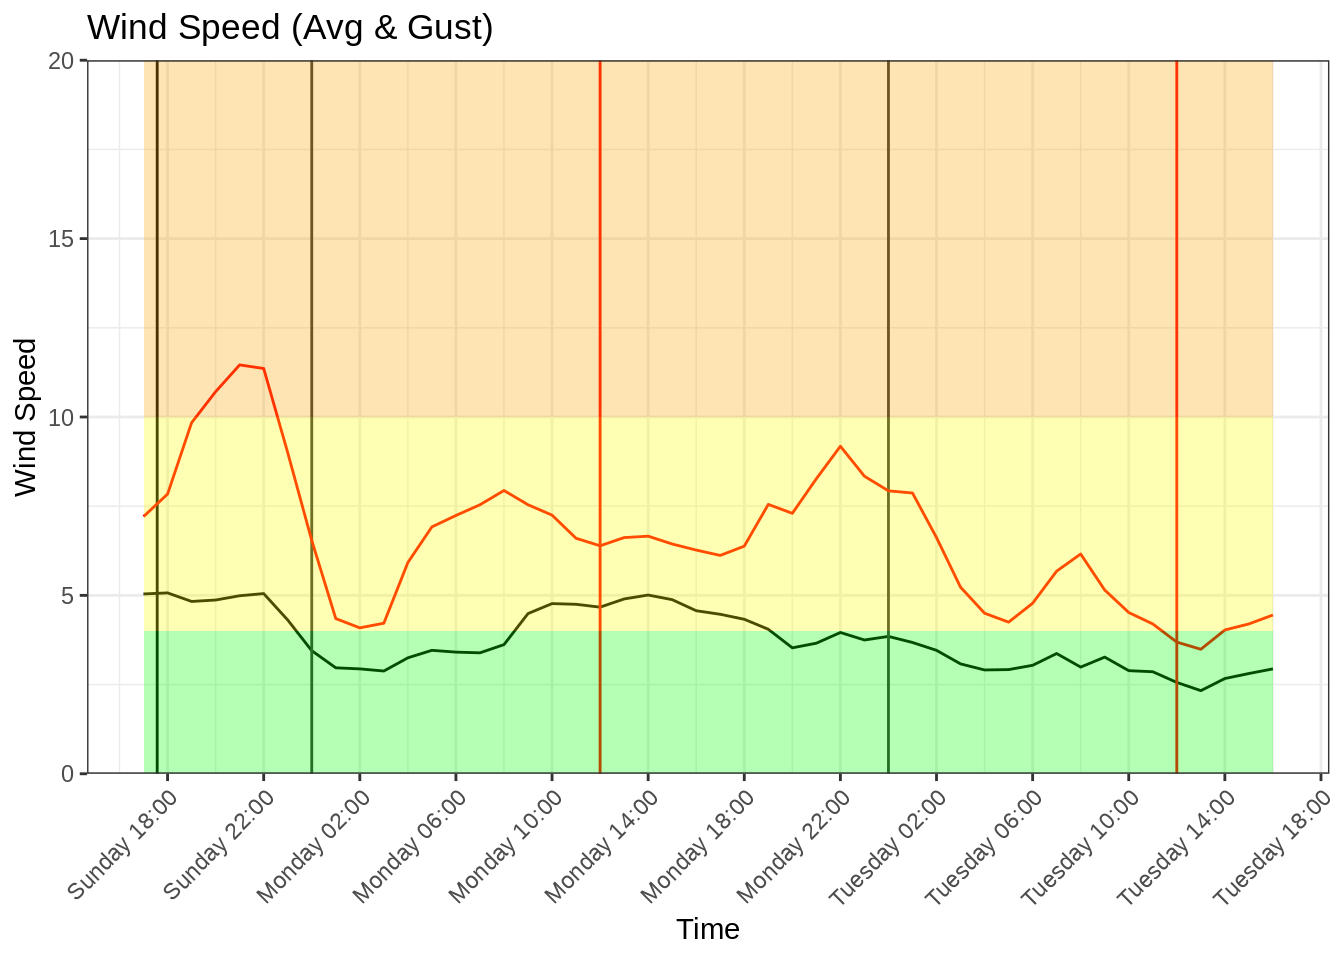 Wind Speed (Avg & Gust)
20
15
10
5
0
Wind Speed
Sunday 18:00
Sunday 22:00
Monday 02:00
Monday 06:00
Monday 10:00
Monday 14:00
Monday 18:00
Monday 22:00
Tuesday 02:00
Tuesday 06:00
Tuesday 10:00
Tuesday 14:00
Tuesday 18:00
Time